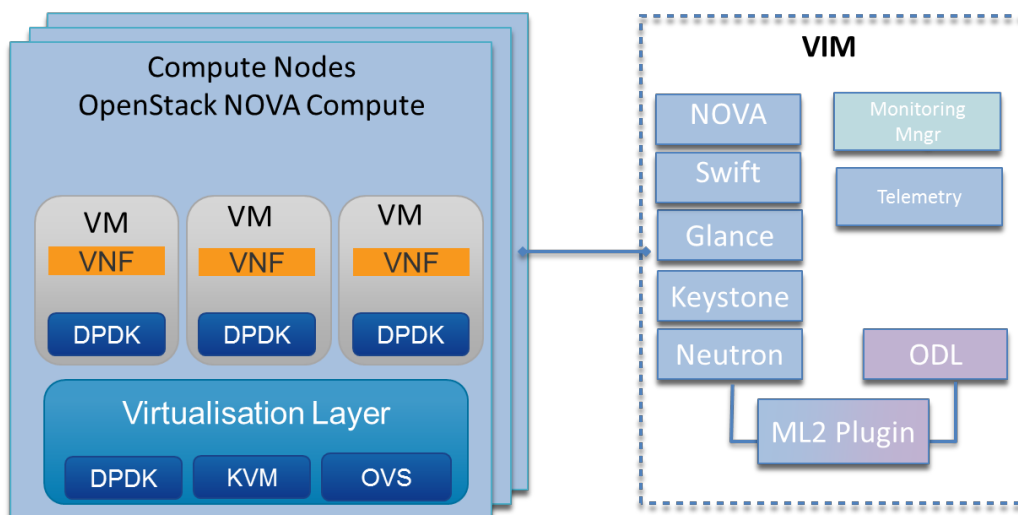 Compute Nodes
OpenStack NOVA Compute
VM
VNF
DPDK
VM
VNF
DPDK
VM
VNF
DPDK
Virtualisation Layer
DPDK
KVM
OVS
VIM
NOVA
Swift
Glance
Keystone
Neutron
Monitoring
Mngr
Telemetry
ODL
ML2 Plugin